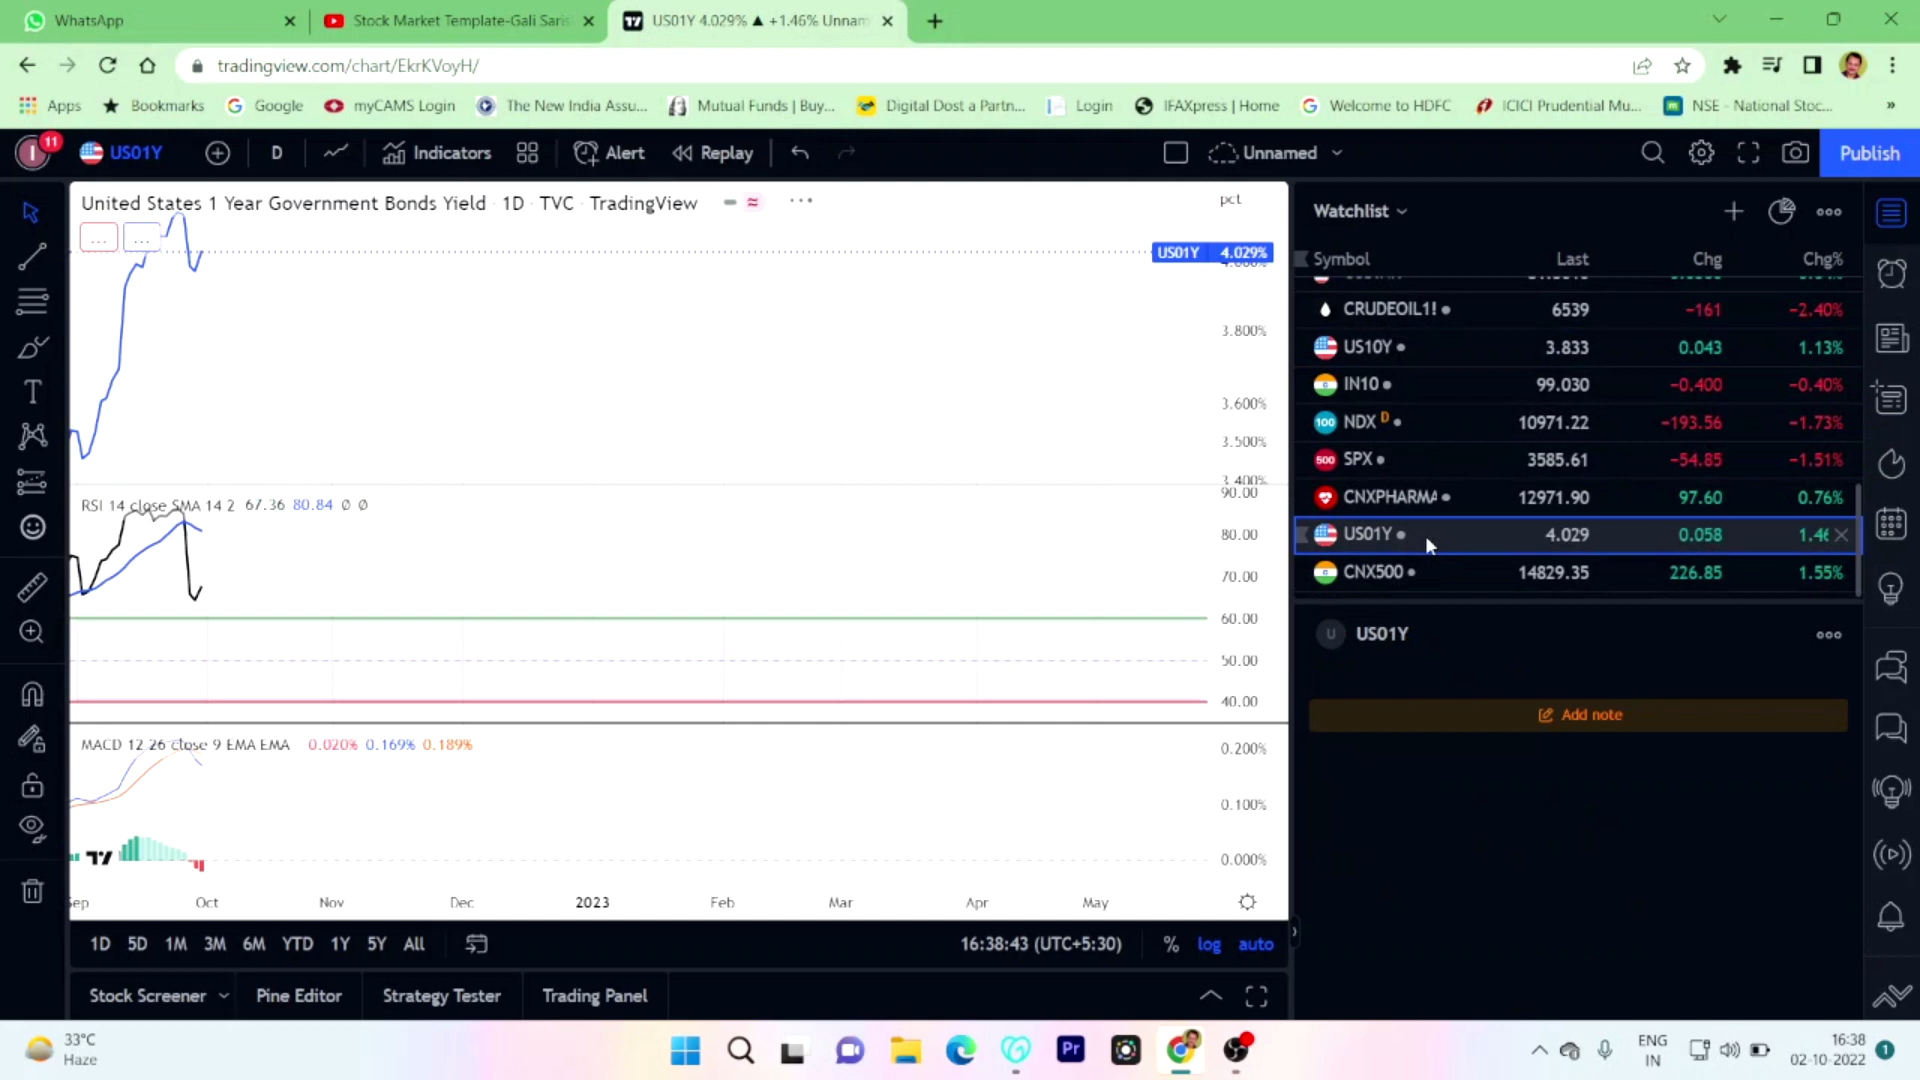 WhatsApp
Stock Market Template-Gali Saris
US01Y 4.029% ▲ +1.46% Unnam
tradingview.com/chart/EkrKVoyH/
Apps
Bookmarks
Google
myCAMS Login
The New India Assu...
Mutual Funds | Buy...
Digital Dost a Partn...
Login
IFAXpress | Home
Welcome to HDFC
ICICI Prudential Mu...
NSE - National Stoc...
»
I
11
US01Y
D
Indicators
Alert
Replay
Unnamed
Publish
United States 1 Year Government Bonds Yield · 1D · TVC · TradingView
pct
...
...
US01Y 4.029%
3.800%
3.600%
3.500%
3.400%
RSI 14 close SMA 14 2 67.36 80.84 ∅ ∅
90.00
80.00
70.00
60.00
50.00
40.00
MACD 12 26 close 9 EMA EMA 0.020% 0.169% 0.189%
0.200%
0.100%
0.000%
Sep
Oct
Nov
Dec
2023
Feb
Mar
Apr
May
1D 5D 1M 3M 6M YTD 1Y 5Y All
16:38:43 (UTC+5:30)
%
log
auto
Stock Screener
Pine Editor
Strategy Tester
Trading Panel
Watchlist
Symbol Last Chg Chg%
CRUDEOIL1! 6539 −161 −2.40%
US10Y 3.833 0.043 1.13%
IN10 99.030 −0.400 −0.40%
100 NDX D 10971.22 −193.56 −1.73%
500 SPX 3585.61 −54.85 −1.51%
CNXPHARMA 12971.90 97.60 0.76%
US01Y 4.029 0.058 1.46
CNX500 14829.35 226.85 1.55%
U US01Y
Add note
33°C
Haze
Pr
ENG
IN
16:38
02-10-2022
1